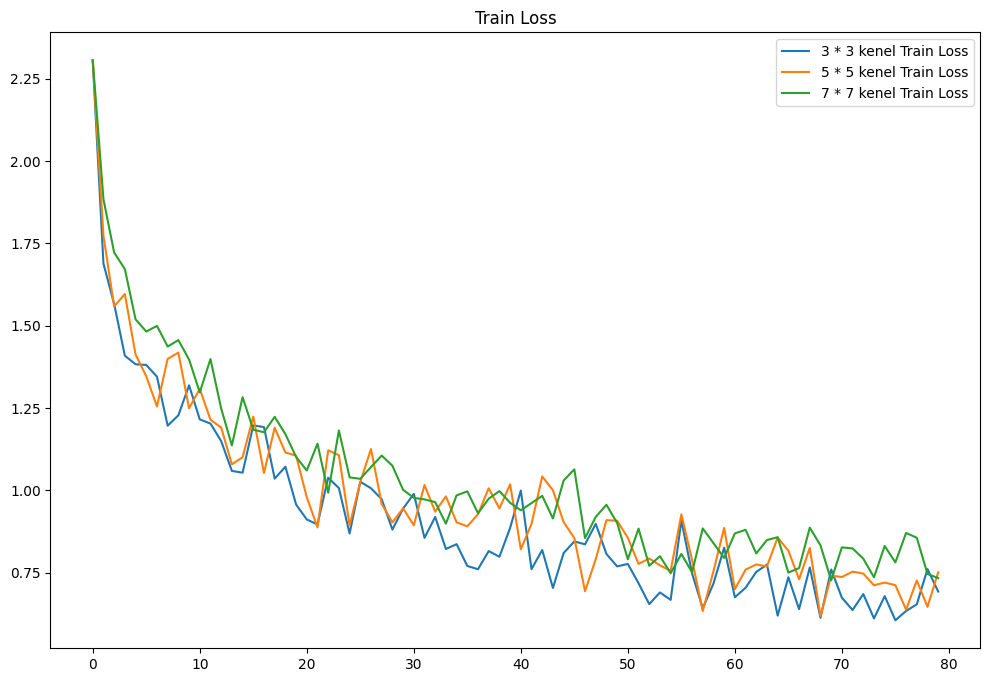 Train Loss
3 * 3 kenel Train Loss
5 * 5 kenel Train Loss
7 * 7 kenel Train Loss
2.25
2.00
1.75
1.50
1.25
1.00
0.75
0 10 20 30 40 50 60 70 80